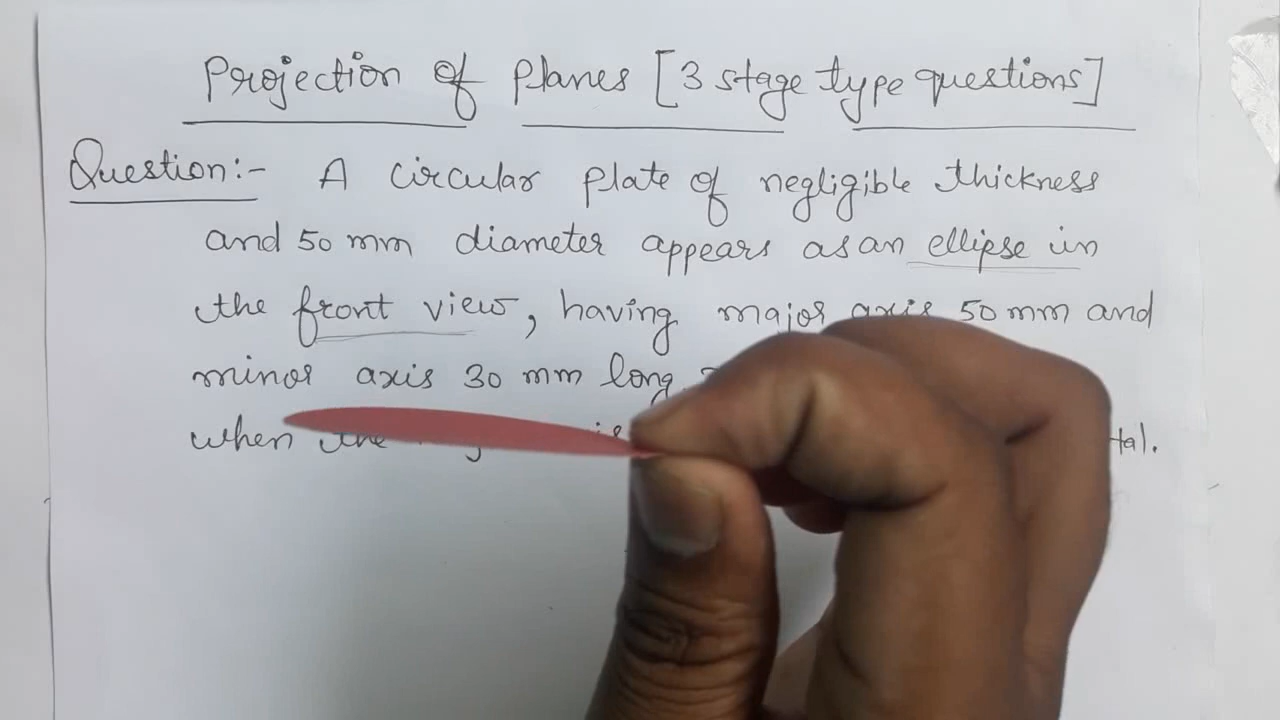 Projection of Planes [3 stage type questions]
Question:- A circular plate of negligible thickness
and 50 mm diameter appears as an ellipse in
the front view, having major axis 50 mm and
minor axis 30 mm long
when the